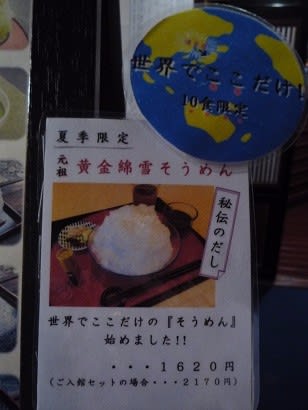 世界でここだけ!
10食限定
夏季限定
元祖 黄金綿雪そうめん
秘伝のだし
世界でここだけの『そうめん』
始めました!!
・・・1620円
(ご入館セットの場合・・・2170円)